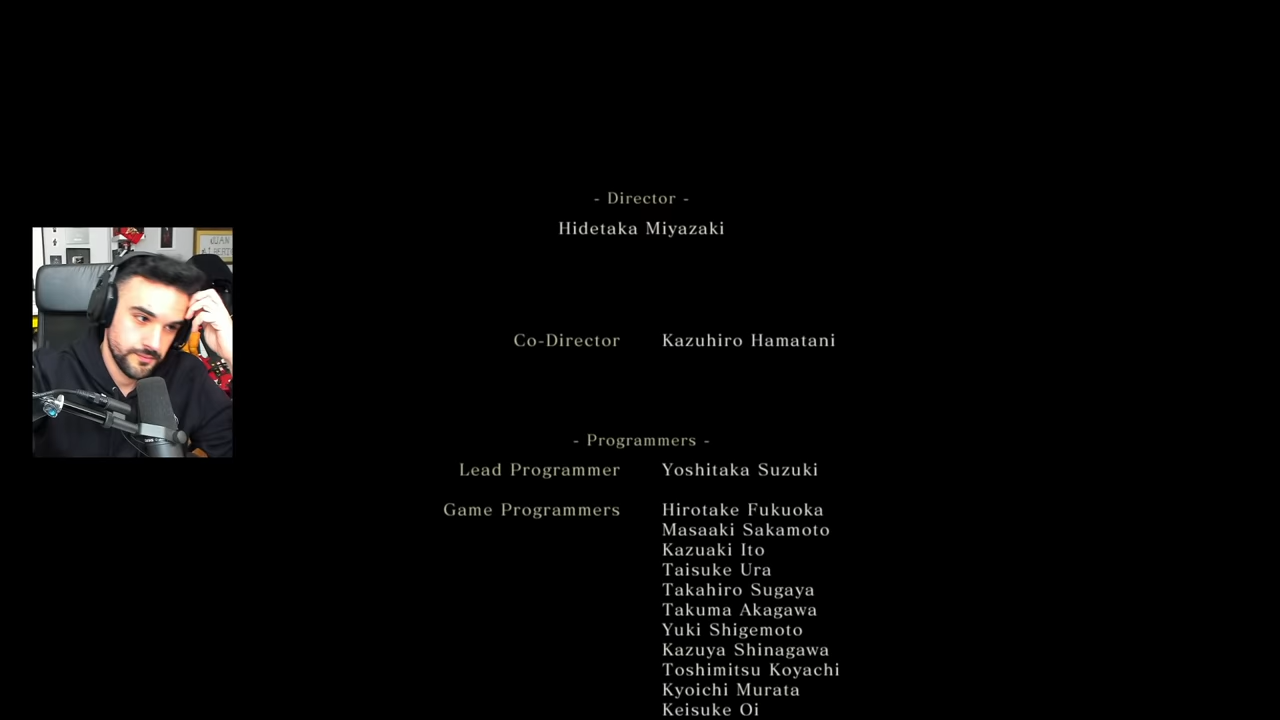 - Director -
Hidetaka Miyazaki
Co-Director Kazuhiro Hamatani
- Programmers -
Lead Programmer Yoshitaka Suzuki
Game Programmers Hirotake Fukuoka
Masaaki Sakamoto
Kazuaki Ito
Taisuke Ura
Takahiro Sugaya
Takuma Akagawa
Yuki Shigemoto
Kazuya Shinagawa
Toshimitsu Koyachi
Kyoichi Murata
Keisuke Oi